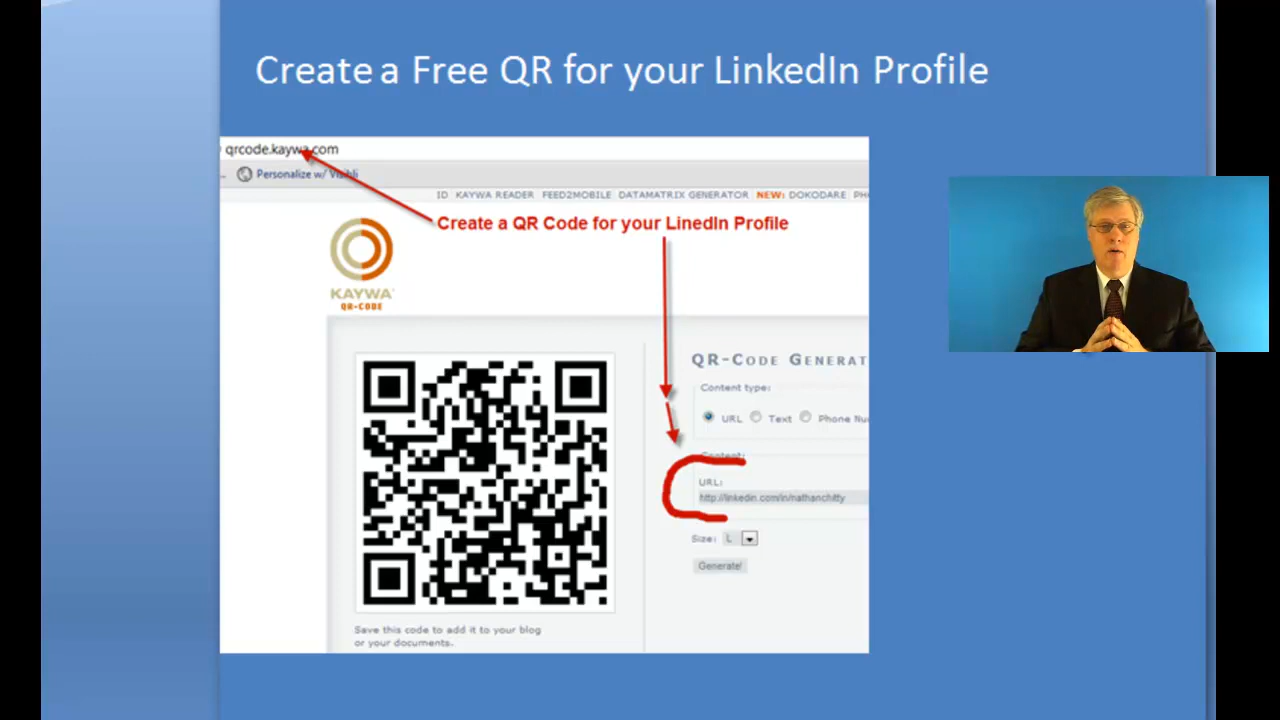 Create a Free QR for your LinkedIn Profile
qrcode.kaywa.com
Personalize w/ Visibli
ID KAYWA READER FEED2MOBILE DATAMATRIX GENERATOR NEW: DOKODARE
Create a QR Code for your LinedIn Profile
KAYWA
QR-CODE
QR-CODE GENERAT
Content type:
URL Text Phone Nu
Content:
URL:
http://linkedin.com/in/nathanchitty
Size: L
Generate!
Save this code to add it to your blog
or your documents.